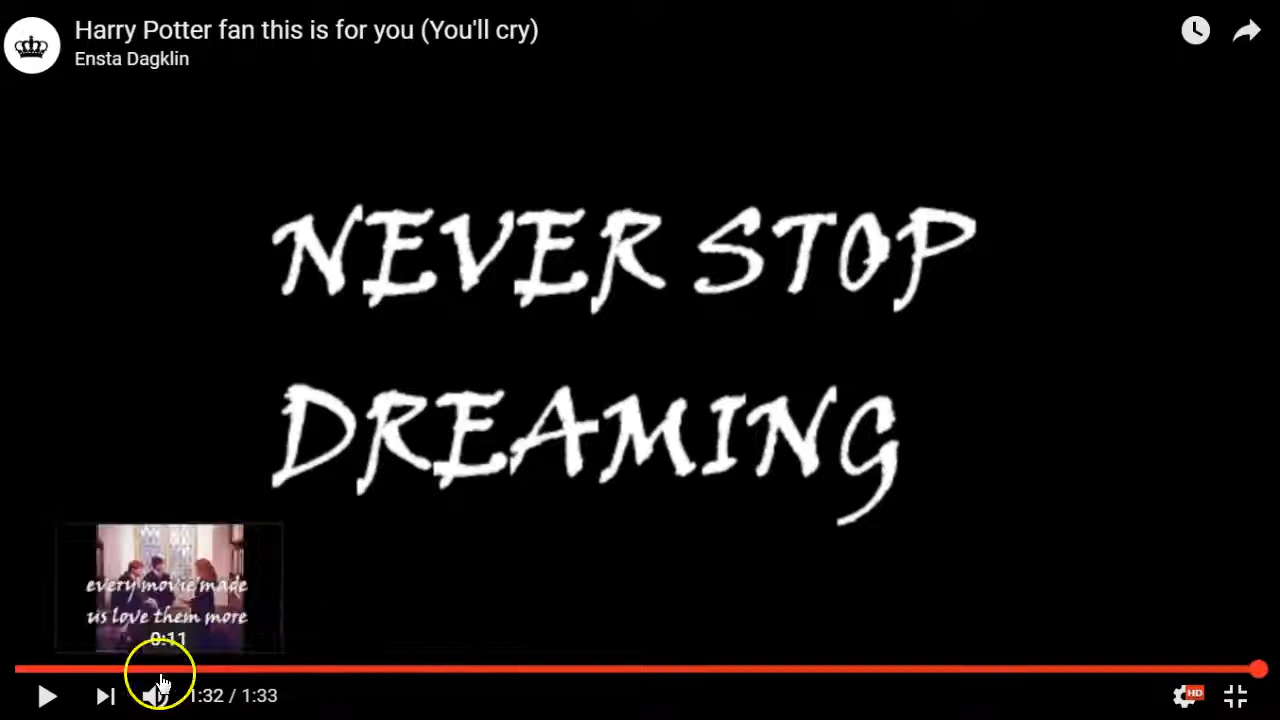 Harry Potter fan this is for you (You'll cry)
Ensta Dagklin
NEVER STOP
DREAMING
every movie made
us love them more
0:11
1:32 / 1:33
HD